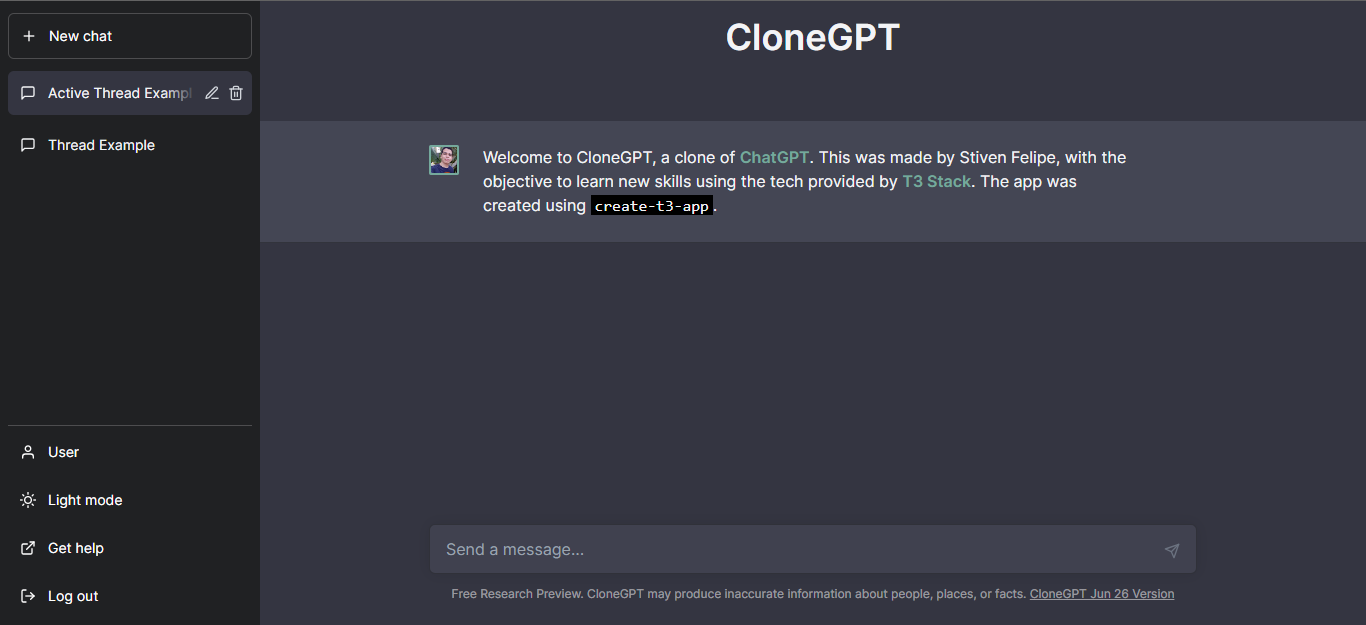 New chat
Active Thread Exampl
Thread Example
User
Light mode
Get help
Log out
CloneGPT
Welcome to CloneGPT, a clone of ChatGPT. This was made by Stiven Felipe, with the
objective to learn new skills using the tech provided by T3 Stack. The app was
created using create-t3-app.
Send a message...
Free Research Preview. CloneGPT may produce inaccurate information about people, places, or facts. CloneGPT Jun 26 Version